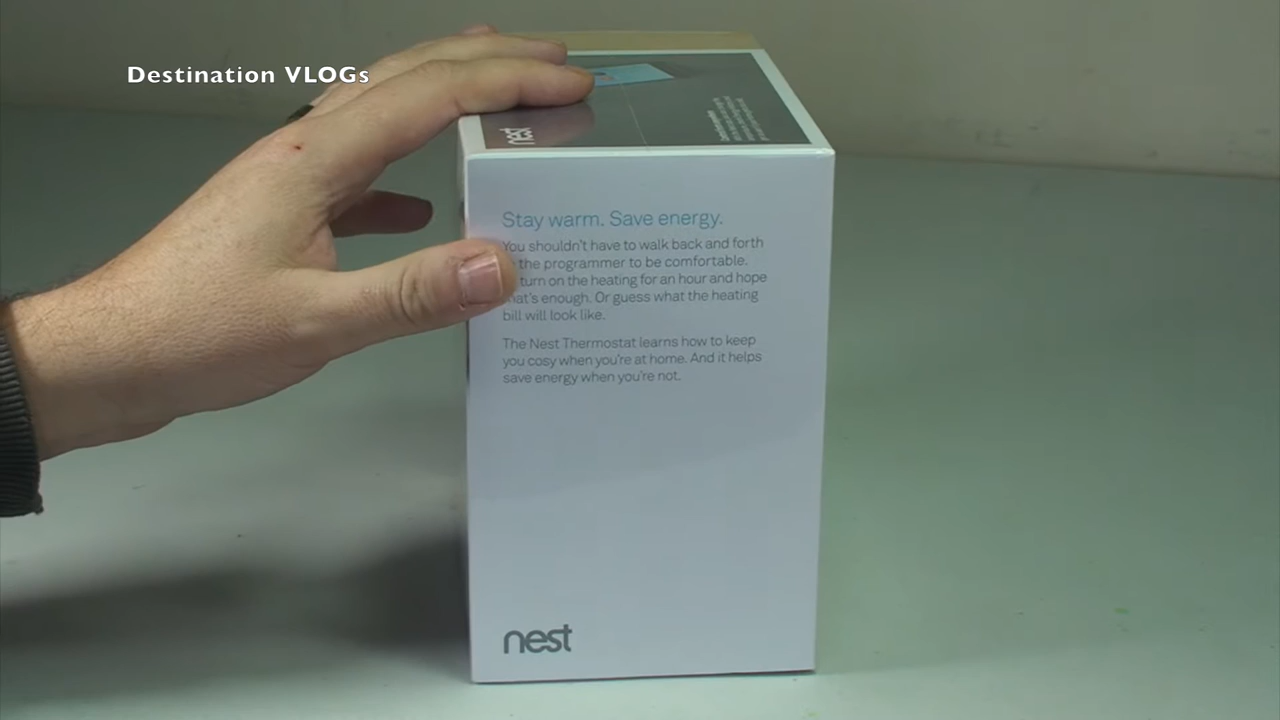 Destination VLOGs
nest
Stay warm. Save energy.
You shouldn't have to walk back and forth
the programmer to be comfortable.
turn on the heating for an hour and hope
that's enough. Or guess what the heating
bill will look like.
The Nest Thermostat learns how to keep
you cosy when you're at home. And it helps
save energy when you're not.
nest